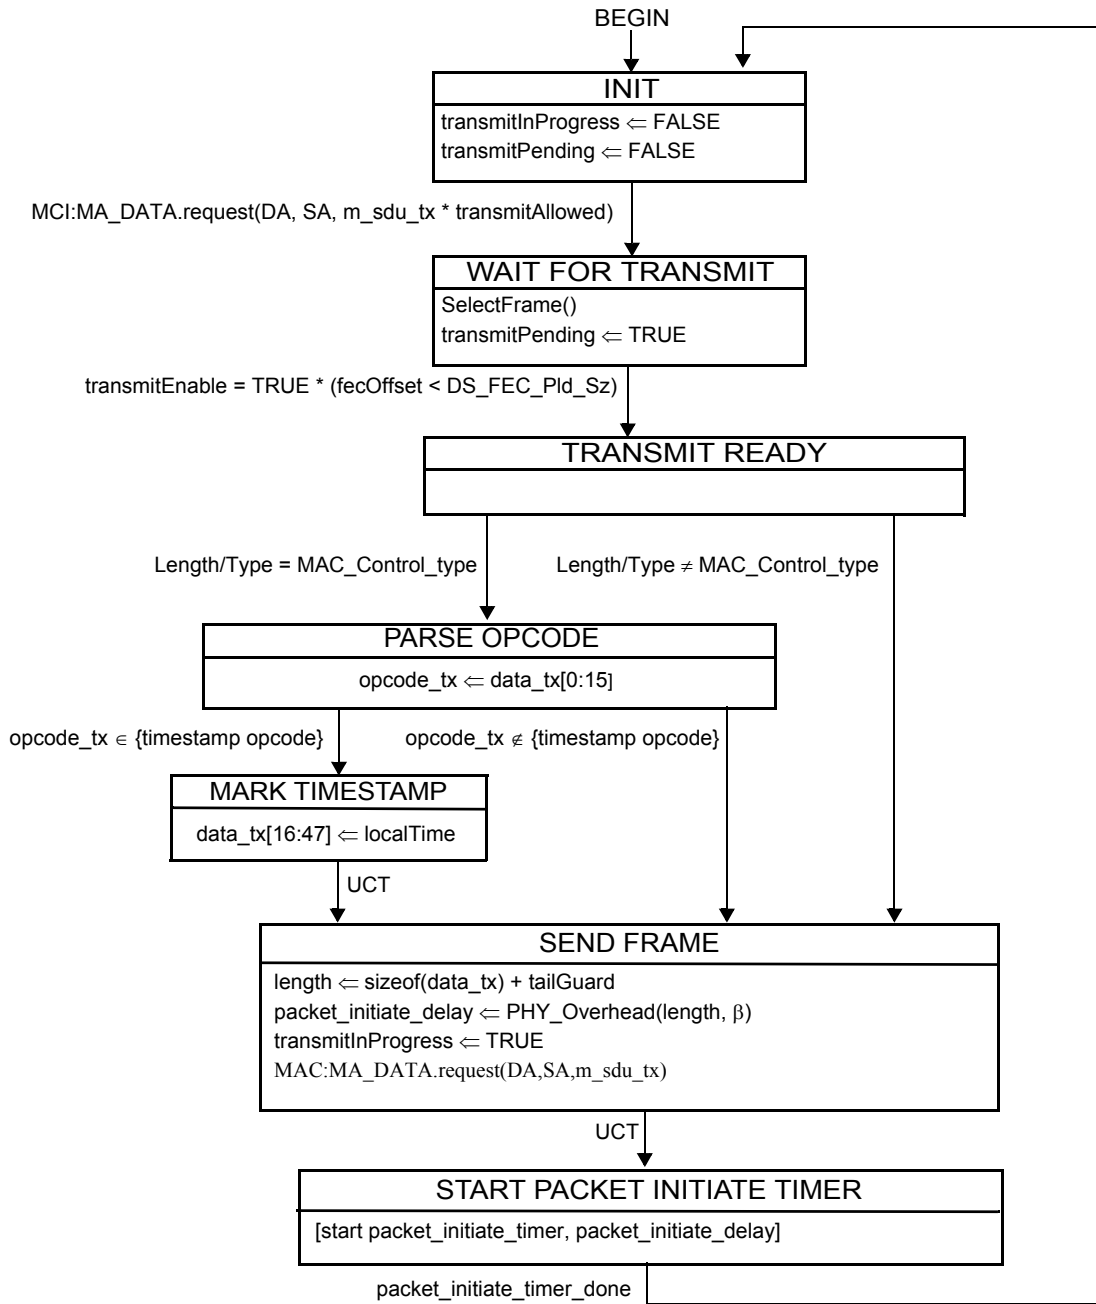 BEGIN
INIT
transmitInProgress ⇐ FALSE
transmitPending ⇐ FALSE
MCI:MA_DATA.request(DA, SA, m_sdu_tx * transmitAllowed)
WAIT FOR TRANSMIT
SelectFrame()
transmitPending ⇐ TRUE
transmitEnable = TRUE * (fecOffset < DS_FEC_Pld_Sz)
TRANSMIT READY
Length/Type = MAC_Control_type
Length/Type ≠ MAC_Control_type
PARSE OPCODE
opcode_tx ⇐ data_tx[0:15]
opcode_tx ∈ {timestamp opcode}
opcode_tx ∉ {timestamp opcode}
MARK TIMESTAMP
data_tx[16:47] ⇐ localTime
UCT
SEND FRAME
length ⇐ sizeof(data_tx) + tailGuard
packet_initiate_delay ⇐ PHY_Overhead(length, β)
transmitInProgress ⇐ TRUE
MAC:MA_DATA.request(DA,SA,m_sdu_tx)
UCT
START PACKET INITIATE TIMER
[start packet_initiate_timer, packet_initiate_delay]
packet_initiate_timer_done